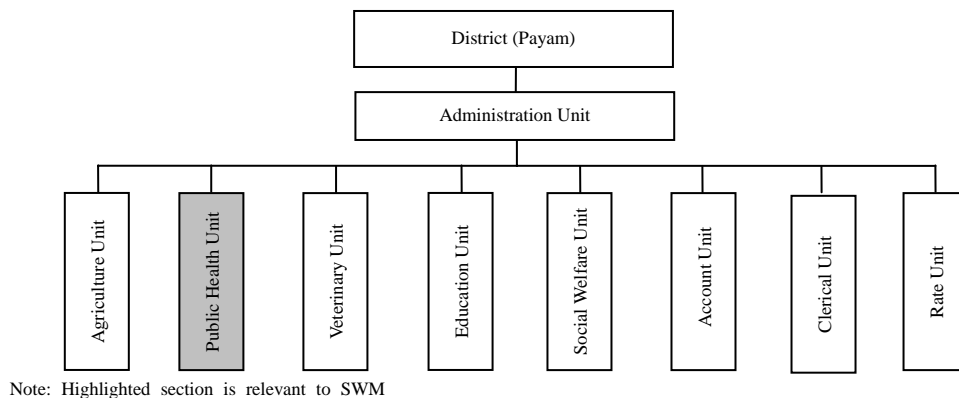 District (Payam)
Administration Unit
Agriculture Unit
Public Health Unit
Veterinary Unit
Education Unit
Social Welfare Unit
Account Unit
Clerical Unit
Rate Unit
Note: Highlighted section is relevant to SWM